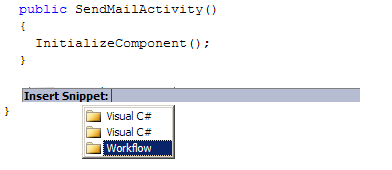 public SendMailActivity()
{
InitializeComponent();
}
Insert Snippet:
}
Visual C#
Visual C#
Workflow